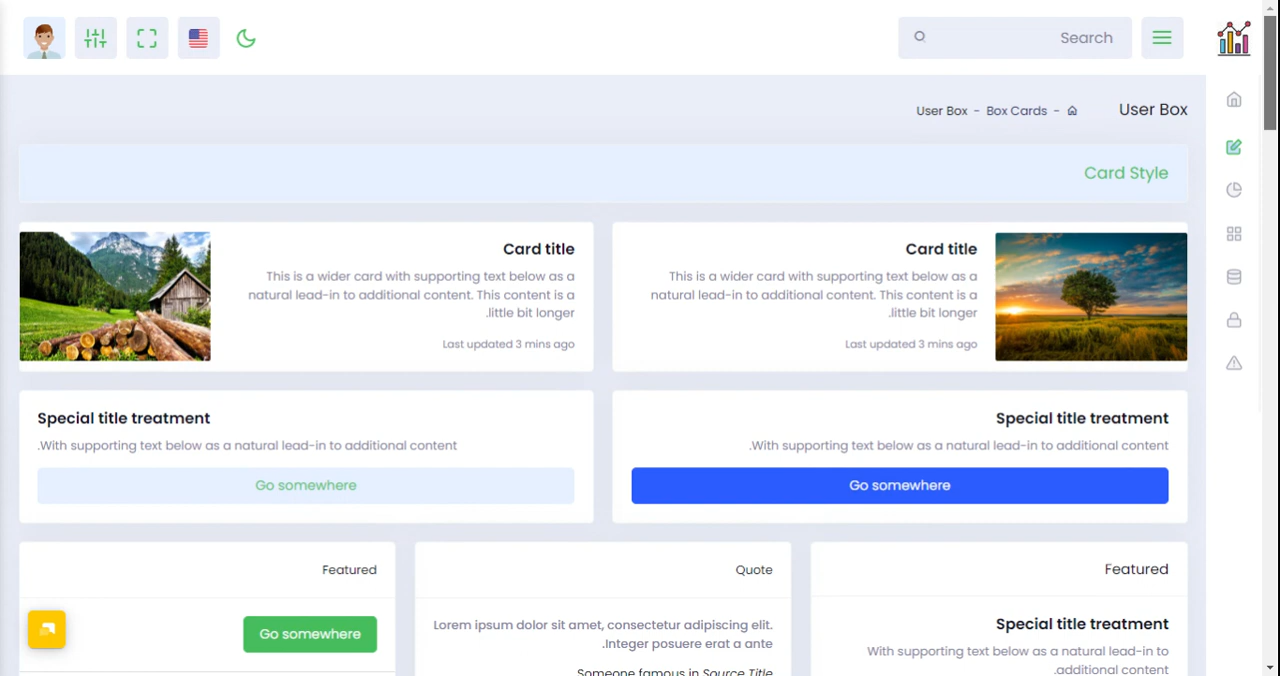 Search
User Box - Box Cards -
User Box
Card Style
Card title
This is a wider card with supporting text below as a
natural lead-in to additional content. This content is a
.little bit longer
Last updated 3 mins ago
Card title
This is a wider card with supporting text below as a
natural lead-in to additional content. This content is a
.little bit longer
Last updated 3 mins ago
Special title treatment
.With supporting text below as a natural lead-in to additional content
Go somewhere
Special title treatment
.With supporting text below as a natural lead-in to additional content
Go somewhere
Featured
Special title treatment
With supporting text below as a natural lead-in to
.additional content
Quote
Lorem ipsum dolor sit amet, consectetur adipiscing elit.
.Integer posuere erat a ante
Someone famous in Source Title
Featured
Go somewhere